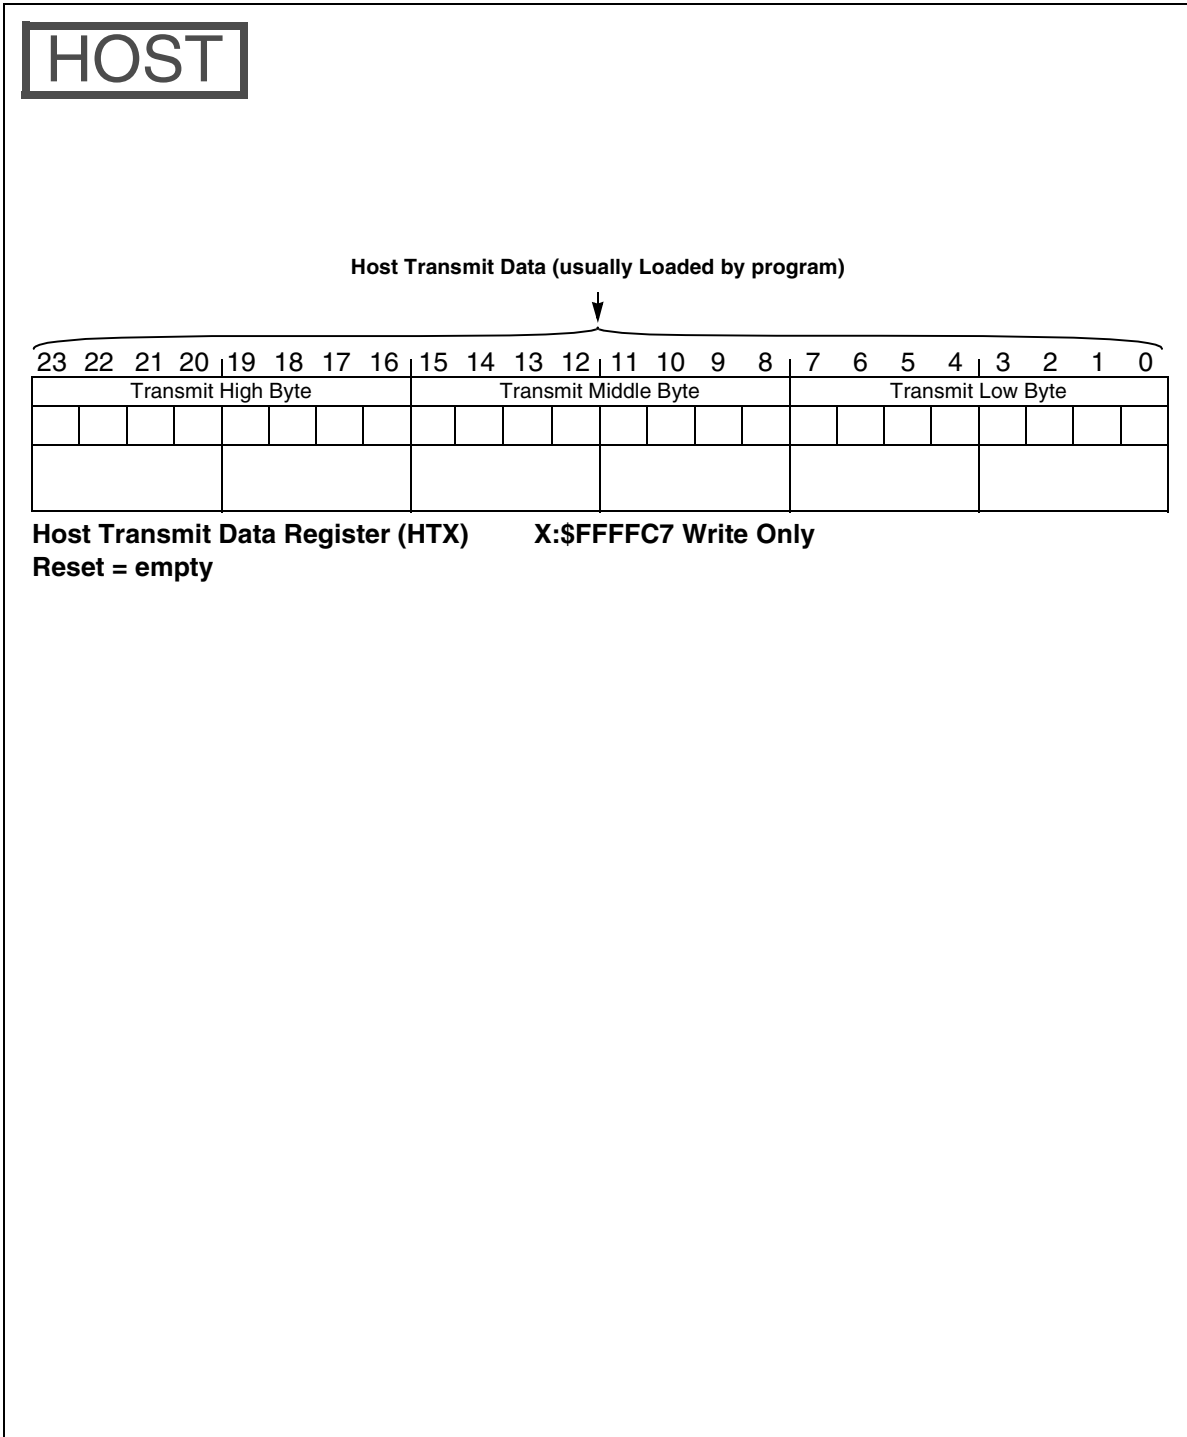 HOST
Host Transmit Data (usually Loaded by program)
23 22 21 20 19 18 17 16 15 14 13 12 11 10 9 8 7 6 5 4 3 2 1 0
Transmit High Byte Transmit Middle Byte Transmit Low Byte
Host Transmit Data Register (HTX) X:$FFFFC7 Write Only
Reset = empty